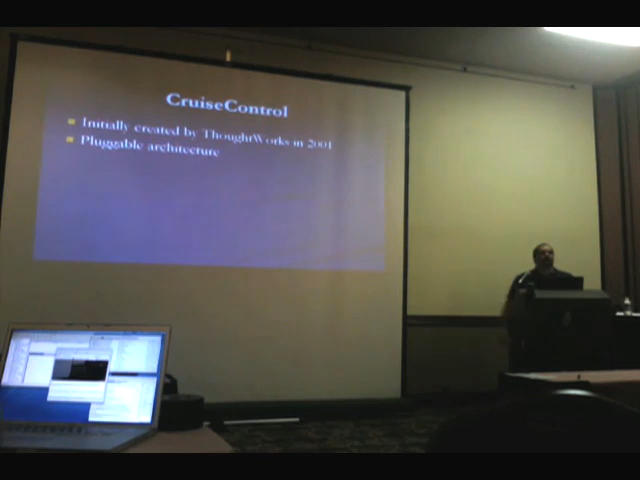 CruiseControl
Initially created by ThoughtWorks in 2001
Pluggable architecture